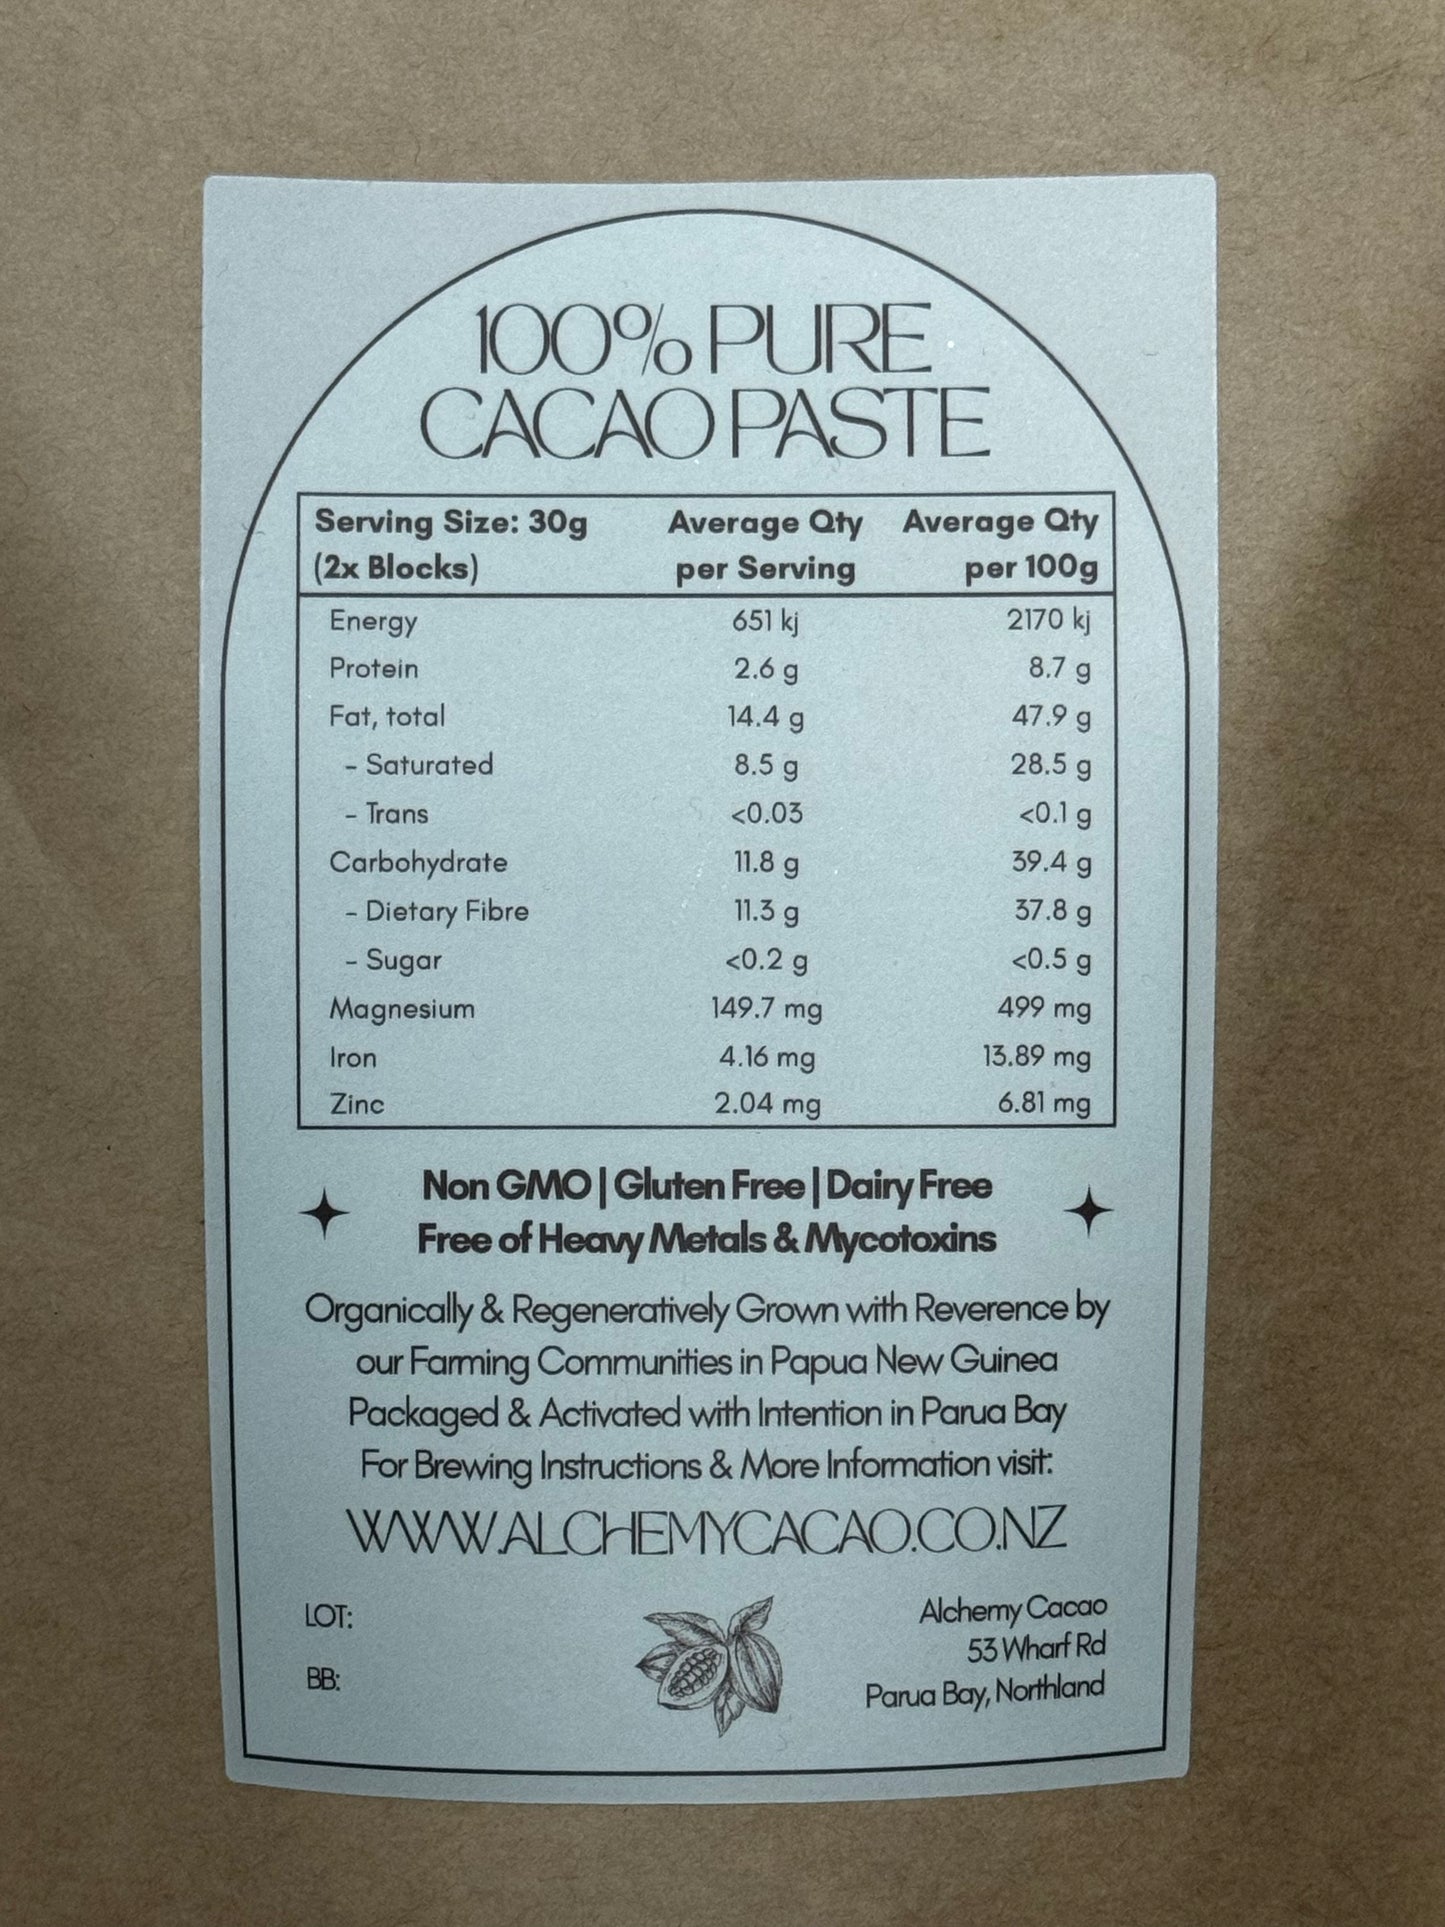 100% PURE
CACAO PASTE
Serving Size: 30g Average Qty Average Qty
(2x Blocks) per Serving per 100g
Energy 651 kj 2170 kj
Protein 2.6 g 8.7 g
Fat, total 14.4 g 47.9 g
- Saturated 8.5 g 28.5 g
- Trans <0.03 <0.1 g
Carbohydrate 11.8 g 39.4 g
- Dietary Fibre 11.3 g 37.8 g
- Sugar <0.2 g <0.5 g
Magnesium 149.7 mg 499 mg
Iron 4.16 mg 13.89 mg
Zinc 2.04 mg 6.81 mg
Non GMO | Gluten Free | Dairy Free
Free of Heavy Metals & Mycotoxins
Organically & Regeneratively Grown with Reverence by
our Farming Communities in Papua New Guinea
Packaged & Activated with Intention in Parua Bay
For Brewing Instructions & More Information visit:
WWW.ALCHEMYCACAO.CO.NZ
LOT:
BB:
Alchemy Cacao
53 Wharf Rd
Parua Bay, Northland